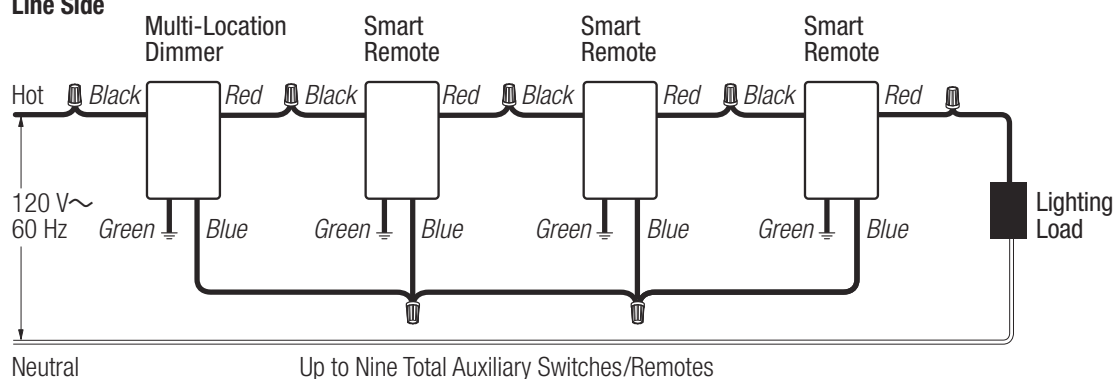 Line Side
Multi-Location
Dimmer
Smart
Remote
Smart
Remote
Smart
Remote
Hot
Black
Red
Black
Red
Black
Red
Black
Red
120 V~
60 Hz
Green
Blue
Green
Blue
Green
Blue
Green
Blue
Lighting
Load
Neutral
Up to Nine Total Auxiliary Switches/Remotes